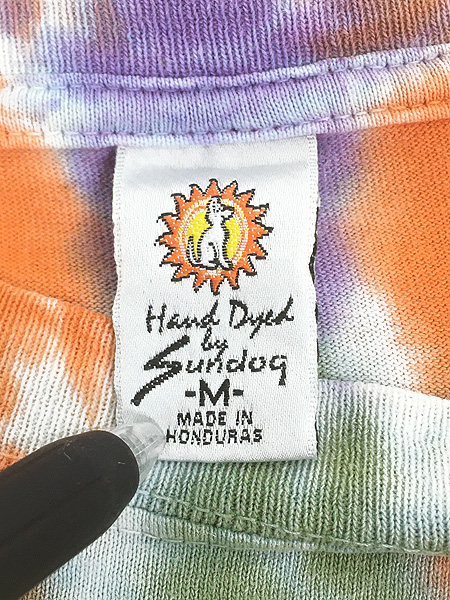 Hand Dyed
by
Sundog
-M-
MADE IN
HONDURAS